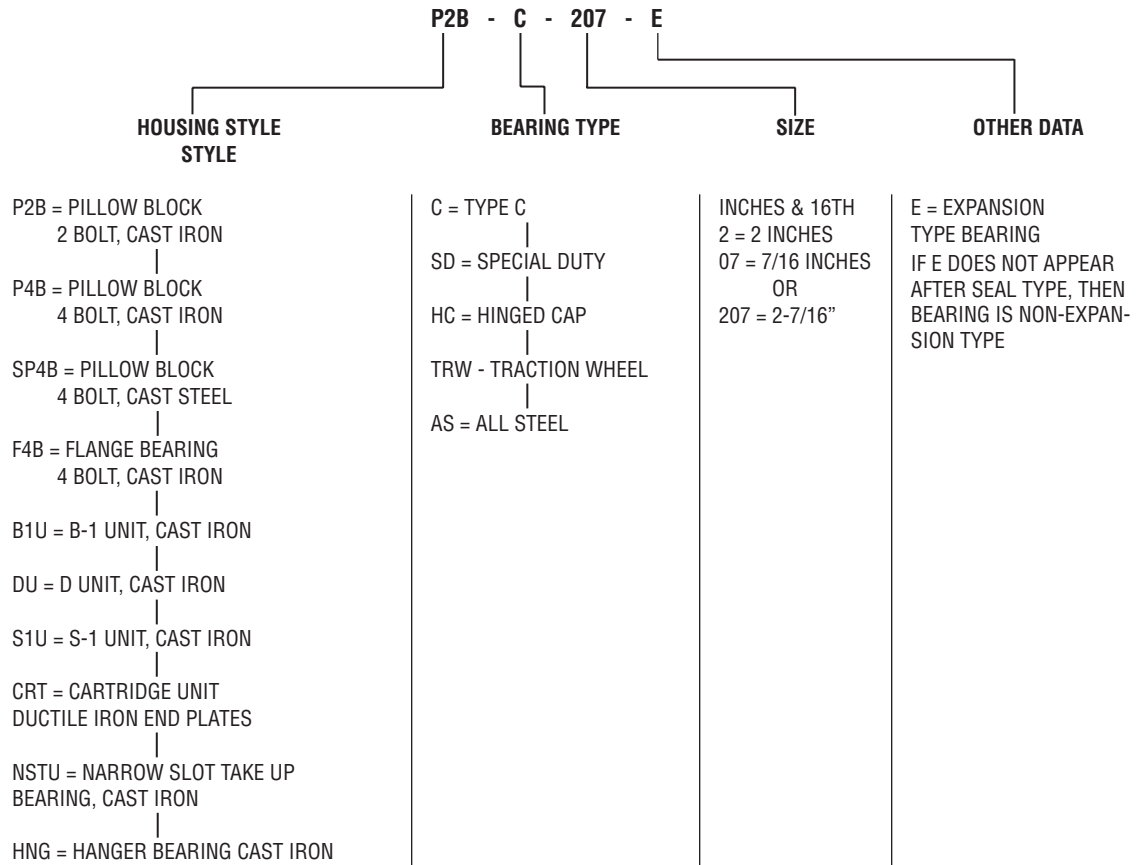 P2B - C - 207 - E
HOUSING STYLE
STYLE
P2B = PILLOW BLOCK
2 BOLT, CAST IRON
P4B = PILLOW BLOCK
4 BOLT, CAST IRON
SP4B = PILLOW BLOCK
4 BOLT, CAST STEEL
F4B = FLANGE BEARING
4 BOLT, CAST IRON
B1U = B-1 UNIT, CAST IRON
DU = D UNIT, CAST IRON
S1U = S-1 UNIT, CAST IRON
CRT = CARTRIDGE UNIT
DUCTILE IRON END PLATES
NSTU = NARROW SLOT TAKE UP
BEARING, CAST IRON
HNG = HANGER BEARING CAST IRON
BEARING TYPE
C = TYPE C
SD = SPECIAL DUTY
HC = HINGED CAP
TRW - TRACTION WHEEL
AS = ALL STEEL
SIZE
INCHES & 16TH
2 = 2 INCHES
07 = 7/16 INCHES
OR
207 = 2-7/16”
OTHER DATA
E = EXPANSION
TYPE BEARING
IF E DOES NOT APPEAR
AFTER SEAL TYPE, THEN
BEARING IS NON-EXPAN-
SION TYPE